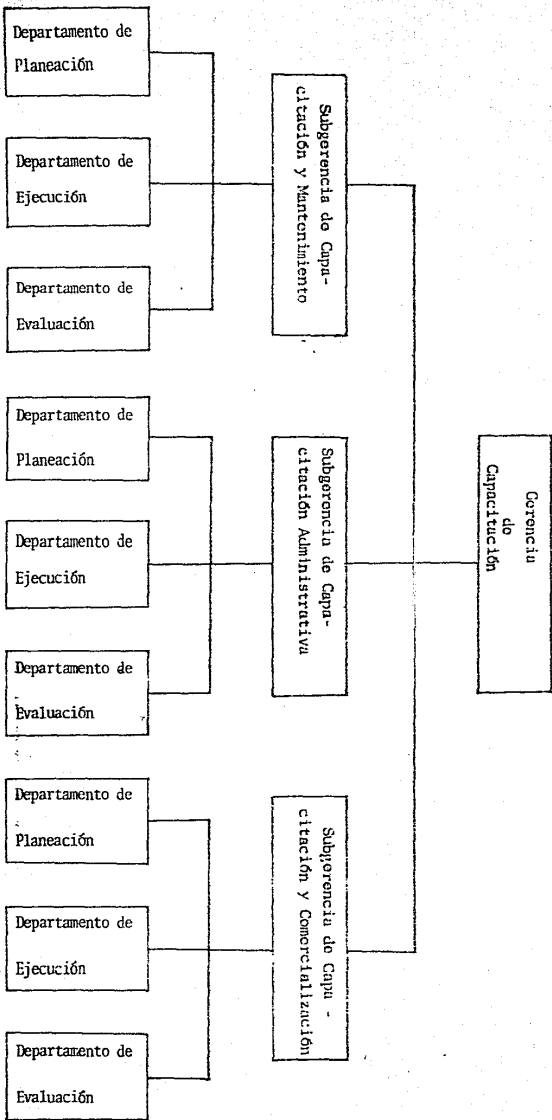 Gerencia
de
Capacitación
Subgerencia de Capa-
citación y Mantenimiento
Subgerencia de Capa-
citación Administrativa
Subgerencia de Capa -
citación y Comercialización
Departamento de
Planeación
Departamento de
Ejecución
Departamento de
Evaluación
Departamento de
Planeación
Departamento de
Ejecución
Departamento de
Evaluación
Departamento de
Planeación
Departamento de
Ejecución
Departamento de
Evaluación